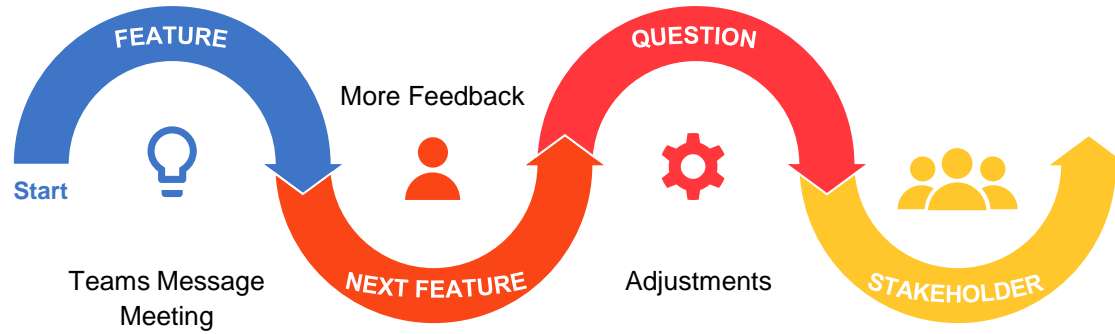 FEATURE
Start
Teams Message
Meeting
More Feedback
NEXT FEATURE
QUESTION
Adjustments
STAKEHOLDER